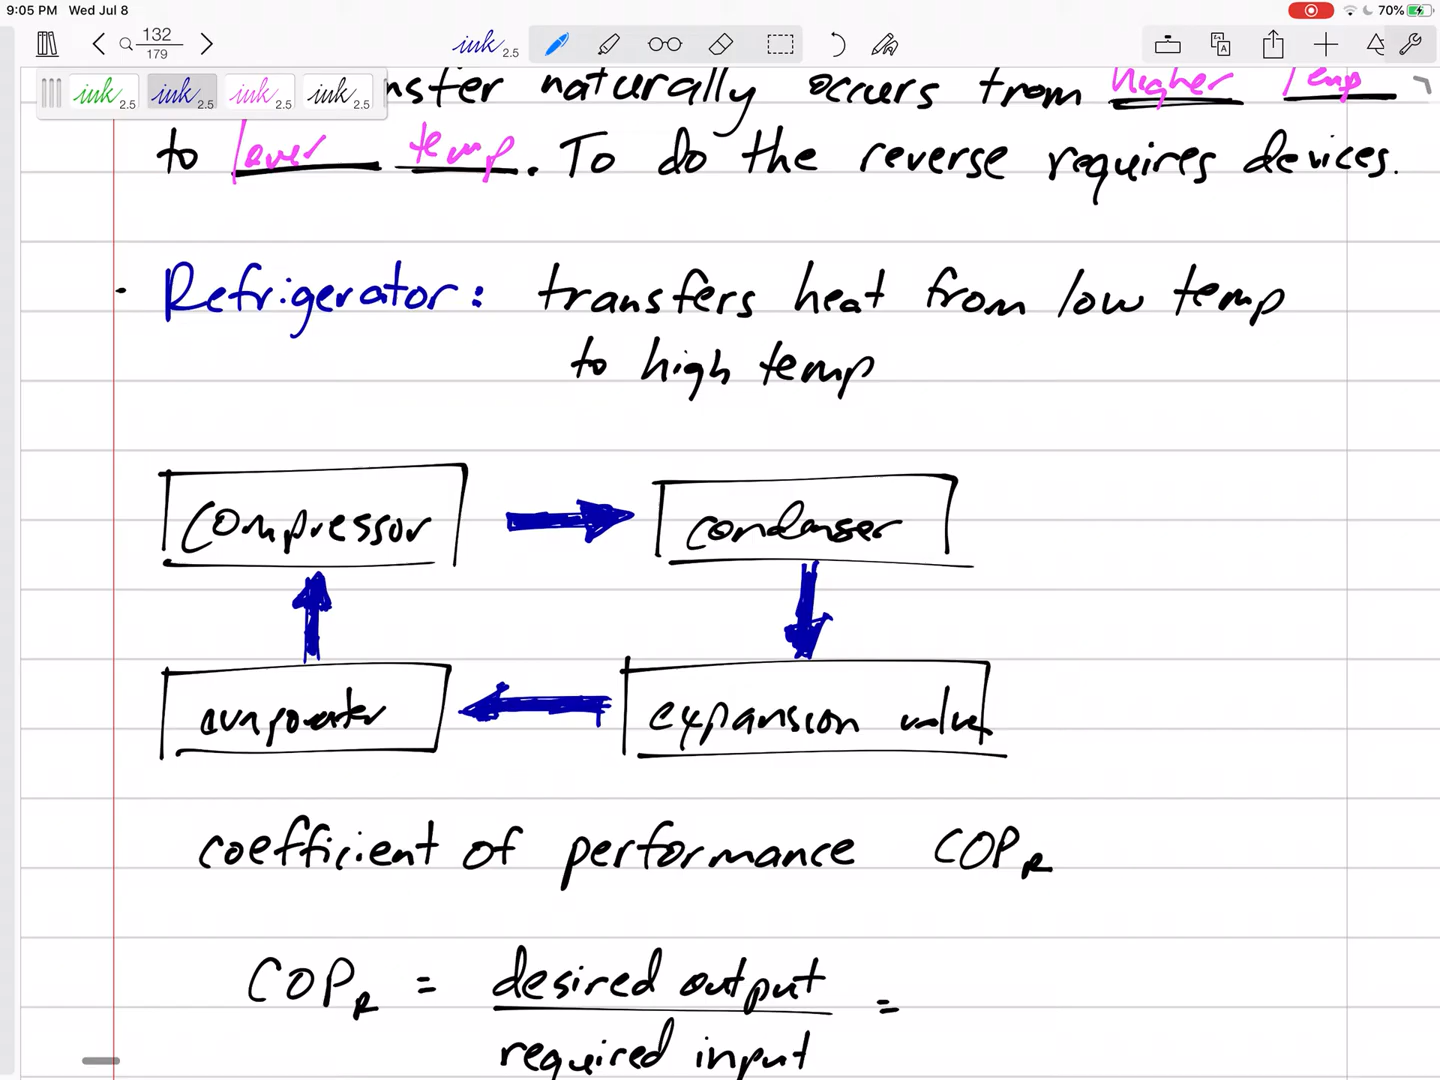 9:05 PM Wed Jul 8
70%
132
179
ink 2.5
ink 2.5 ink 2.5 ink 2.5 ink 2.5
nster naturally occurs from higher temp
to lower temp. To do the reverse requires devices.
· Refrigerator: transfers heat from low temp
to high temp
Compressor
condenser
evaporator
expansion valve
coefficient of performance COP_R
COP_R = desired output =
required input